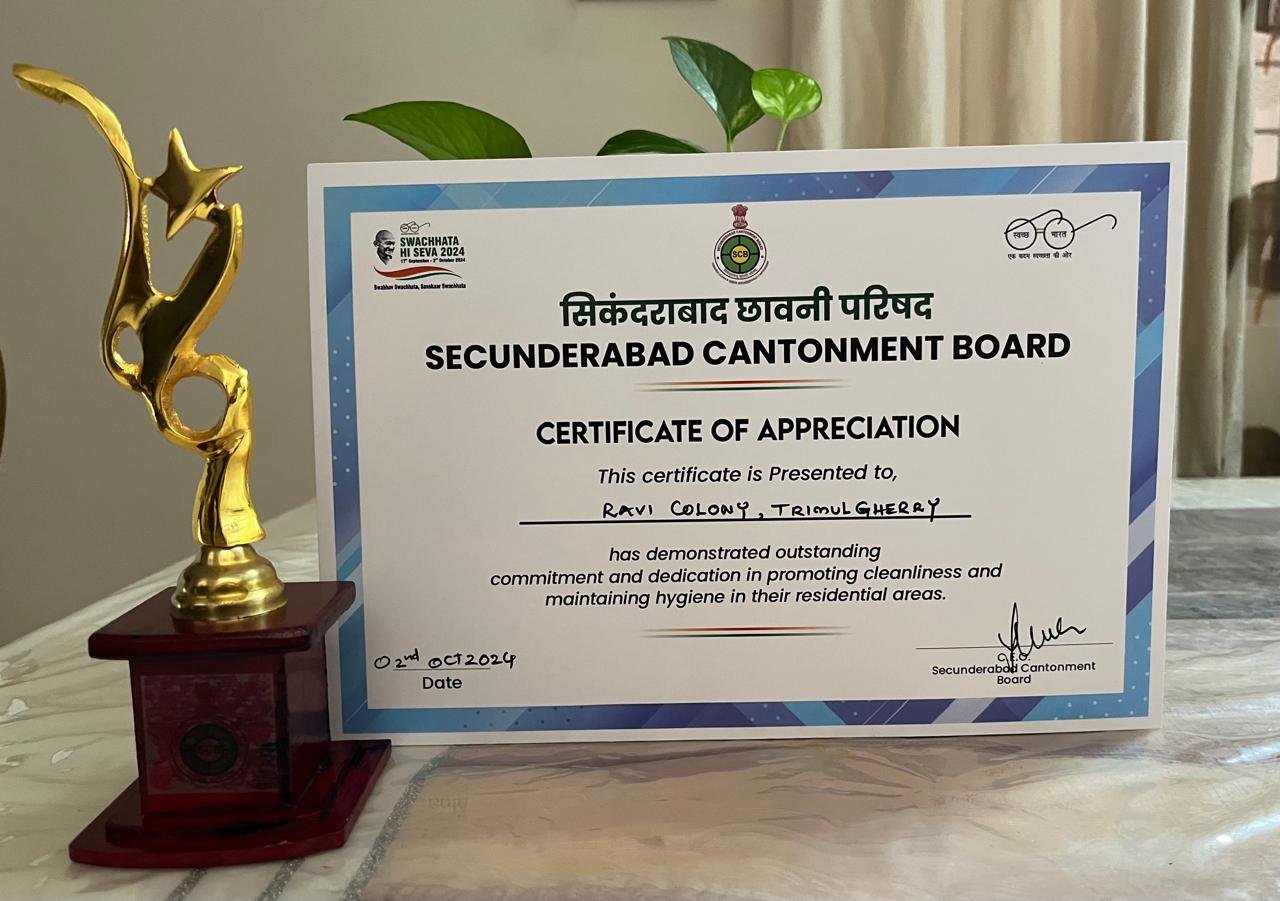 SWACHHATA
HI SEVA 2024
17th September - 2nd October 2024
Swabhav Swachhata, Sanskaar Swachhata
SCB
स्वच्छ भारत
एक कदम स्वच्छता की ओर
सिकंदराबाद छावनी परिषद
SECUNDERABAD CANTONMENT BOARD
CERTIFICATE OF APPRECIATION
This certificate is Presented to,
RAVI COLONY, TRIMULGHERRY
has demonstrated outstanding
commitment and dedication in promoting cleanliness and
maintaining hygiene in their residential areas.
02nd OCT 2024
Date
C.E.O.
Secunderabad Cantonment
Board
SCB